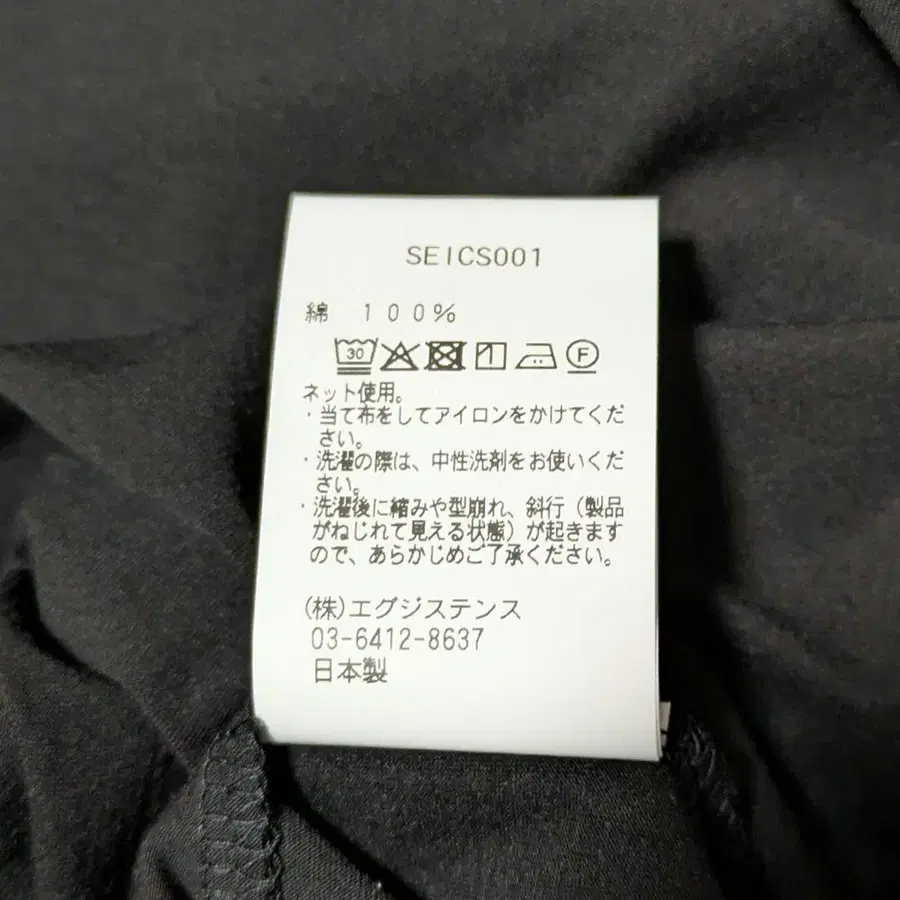 SEICS001
綿 100%
30 F
ネット使用。
・当て布をしてアイロンをかけてくだ
さい。
・洗濯の際は、中性洗剤をお使いくだ
さい。
・洗濯後に縮みや型崩れ、斜行（製品
がねじれて見える状態）が起きます
ので、あらかじめご了承ください。
(株)エグジステンス
03-6412-8637
日本製